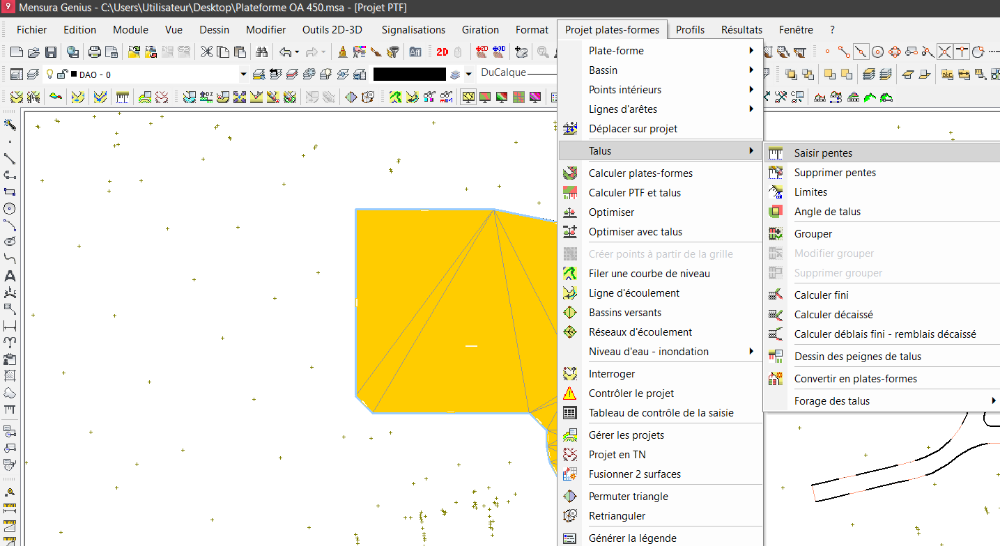 9 Mensura Genius - C:\Users\Utilisateur\Desktop\Plateforme OA 450.msa - [Projet PTF]
Fichier Edition Module Vue Dessin Modifier Outils 2D-3D Signalisations Giration Format Projet plates-formes Profils Résultats Fenêtre ?
Aff 2D
DAO - 0 DuCalque
Plate-forme
Bassin
Points intérieurs
Lignes d'arêtes
Déplacer sur projet
Talus
Calculer plates-formes
Calculer PTF et talus
Optimiser
Optimiser avec talus
Créer points à partir de la grille
Filer une courbe de niveau
Ligne d'écoulement
Bassins versants
Réseaux d'écoulement
Niveau d'eau - inondation
Interroger
Contrôler le projet
Tableau de contrôle de la saisie
Gérer les projets
Projet en TN
Fusionner 2 surfaces
Permuter triangle
Retrianguler
Générer la légende
Saisir pentes
Supprimer pentes
Limites
Angle de talus
Grouper
Modifier grouper
Supprimer grouper
Calculer fini
Calculer décaissé
Calculer déblais fini - remblais décaissé
Dessin des peignes de talus
Convertir en plates-formes
Forage des talus